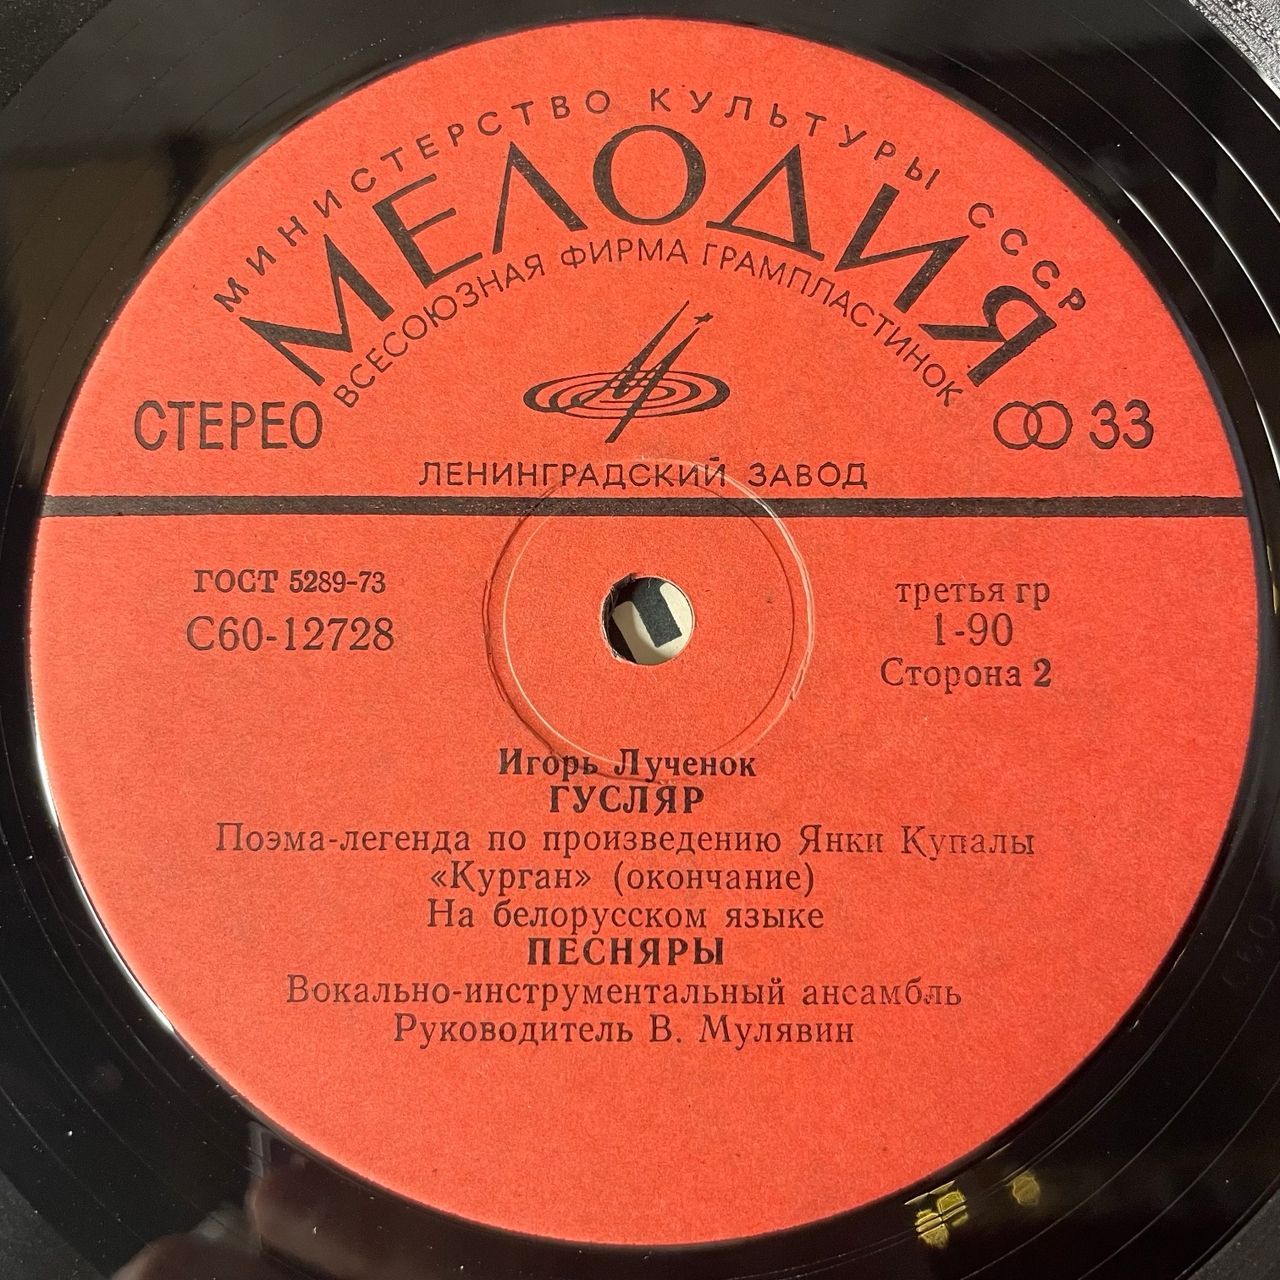 МИНИСТЕРСТВО КУЛЬТУРЫ СССР
МЕЛОДИЯ
ВСЕСОЮЗНАЯ ФИРМА ГРАМПЛАСТИНОК
СТЕРЕО
33
ЛЕНИНГРАДСКИЙ ЗАВОД
ГОСТ 5289-73
С60-12728
третья гр
1-90
Сторона 2
Игорь Лученок
ГУСЛЯР
Поэма-легенда по произведению Янки Купалы
«Курган» (окончание)
На белорусском языке
ПЕСНЯРЫ
Вокально-инструментальный ансамбль
Руководитель В. Мулявин